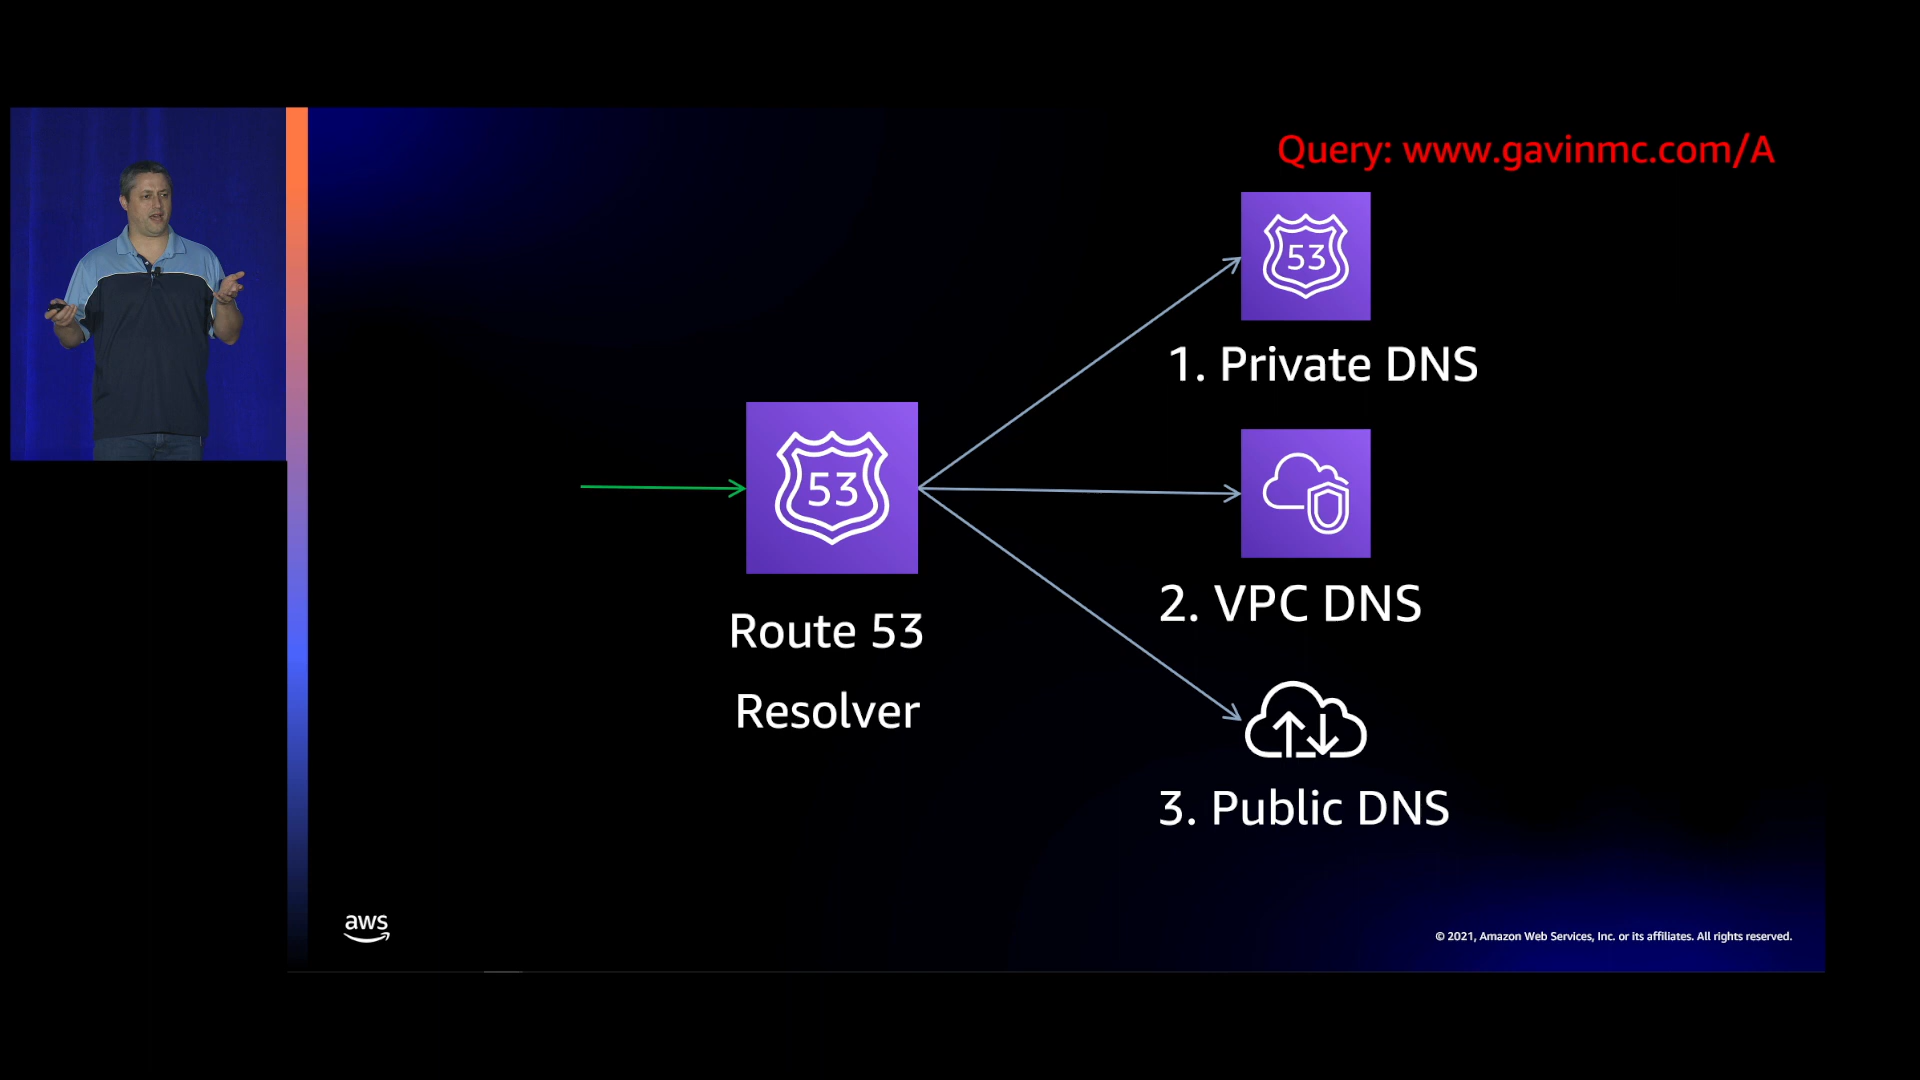 Query: www.gavinmc.com/A
53
1. Private DNS
53
Route 53
Resolver
2. VPC DNS
3. Public DNS
aws
© 2021, Amazon Web Services, Inc. or its affiliates. All rights reserved.